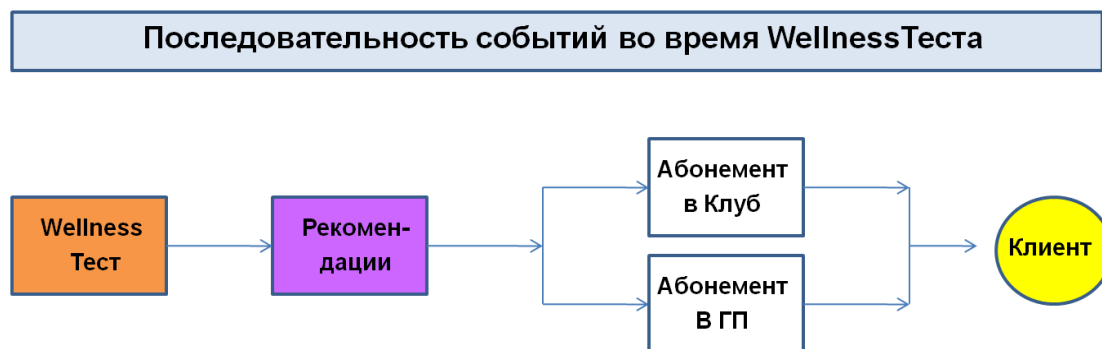 Последовательность событий во время WellnessТеста
Wellness
Тест
Рекомен-
дации
Абонемент
в Клуб
Абонемент
В ГП
Клиент